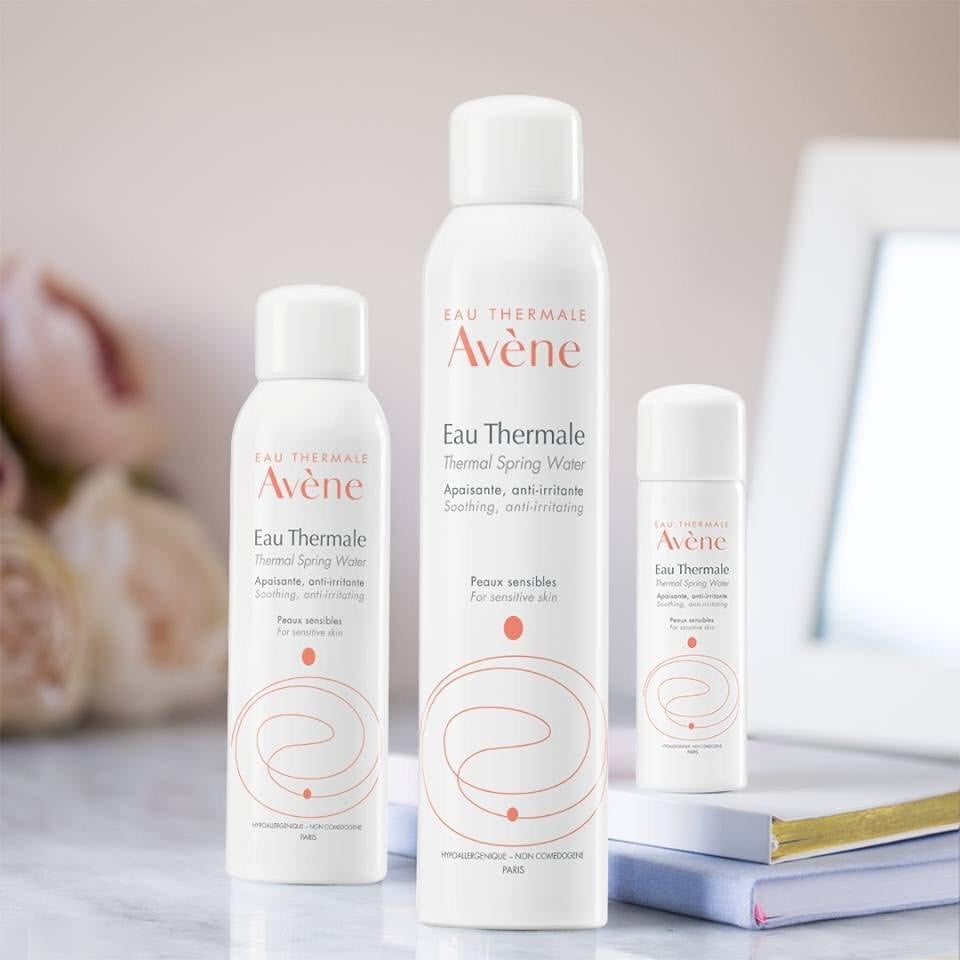 EAU THERMALE
Avène
Eau Thermale
Thermal Spring Water
Apaisante, anti-irritante
Soothing, anti-irritating
Peaux sensibles
For sensitive skin
HYPOALLERGENIQUE – NON COMEDOGENE
PARIS
EAU THERMALE
Avène
Eau Thermale
Thermal Spring Water
Apaisante, anti-irritante
Soothing, anti-irritating
Peaux sensibles
For sensitive skin
HYPOALLERGENIQUE – NON COMEDOGENE
PARIS
EAU THERMALE
Avène
Eau Thermale
Thermal Spring Water
Apaisante, anti-irritante
Soothing, anti-irritating
Peaux sensibles
For sensitive skin
HYPOALLERGENIQUE - NON COMEDOGENE
PARIS